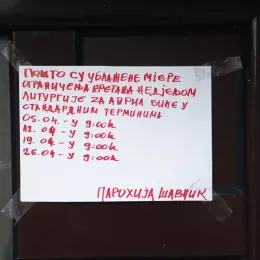 ПОШТО СУ УБЛАЖЕНЕ МЈЕРЕ
ОГРАНИЧЕЊА КРЕТАЊА НЕДЈЕЉОМ
ЛИТУРГИЈЕ ЗА АПРИЛ БИЋЕ У
СТАНДАРДНИМ ТЕРМИНИМА
05.04.-У 9:00h
12.04.-У 9:00h
19.04.-У 9:00h
26.04.-У 9:00h
ПАРОХИЈА ШАВНИК